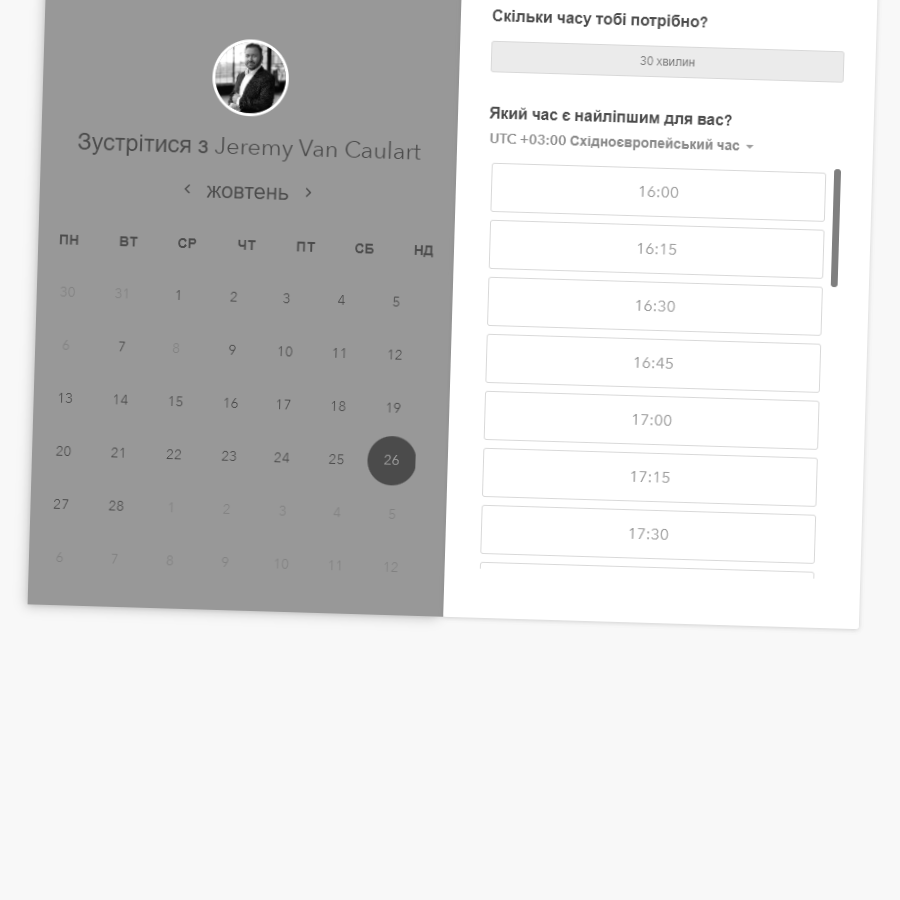 Зустрітися з Jeremy Van Caulart
‹ жовтень ›
ПН ВТ СР ЧТ ПТ СБ НД
30 31 1 2 3 4 5
6 7 8 9 10 11 12
13 14 15 16 17 18 19
20 21 22 23 24 25 26
27 28 1 2 3 4 5
6 7 8 9 10 11 12
Скільки часу тобі потрібно?
30 хвилин
Який час є найліпшим для вас?
UTC +03:00 Східноєвропейський час
16:00
16:15
16:30
16:45
17:00
17:15
17:30